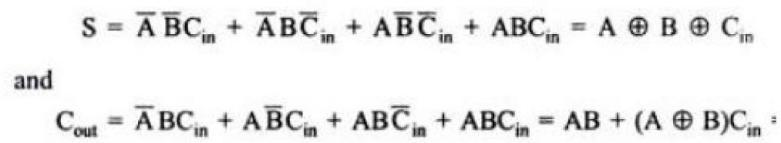 S = A̅ B̅C_in + A̅BC̅_in + AB̅C̅_in + ABC_in = A ⊕ B ⊕ C_in
and
C_out = A̅BC_in + AB̅C_in + ABC̅_in + ABC_in = AB + (A ⊕ B)C_in =